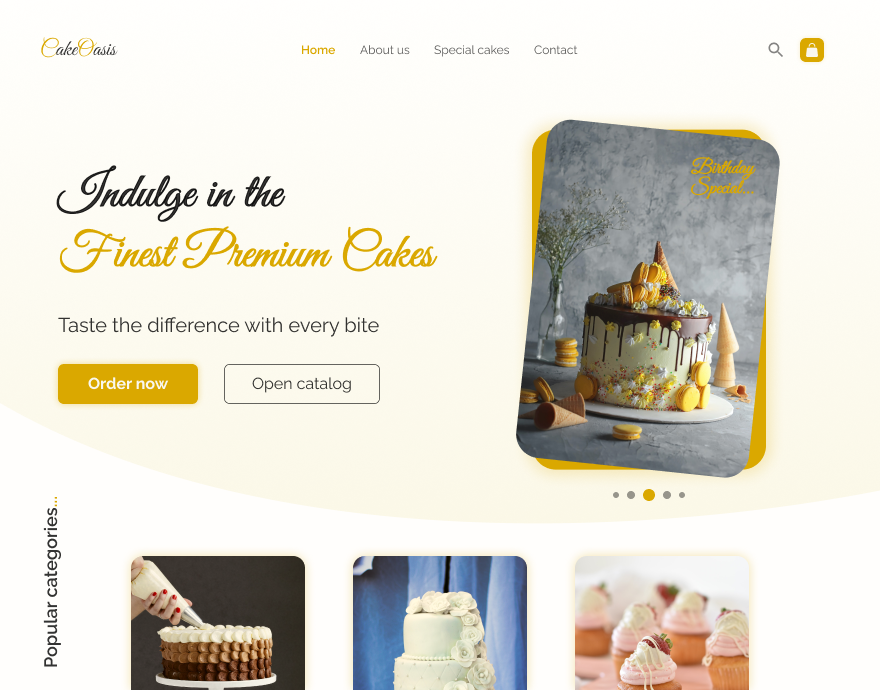 CakeOasis
Home
About us
Special cakes
Contact
Indulge in the
Finest Premium Cakes
Taste the difference with every bite
Order now
Open catalog
Birthday
Special...
Popular categories...